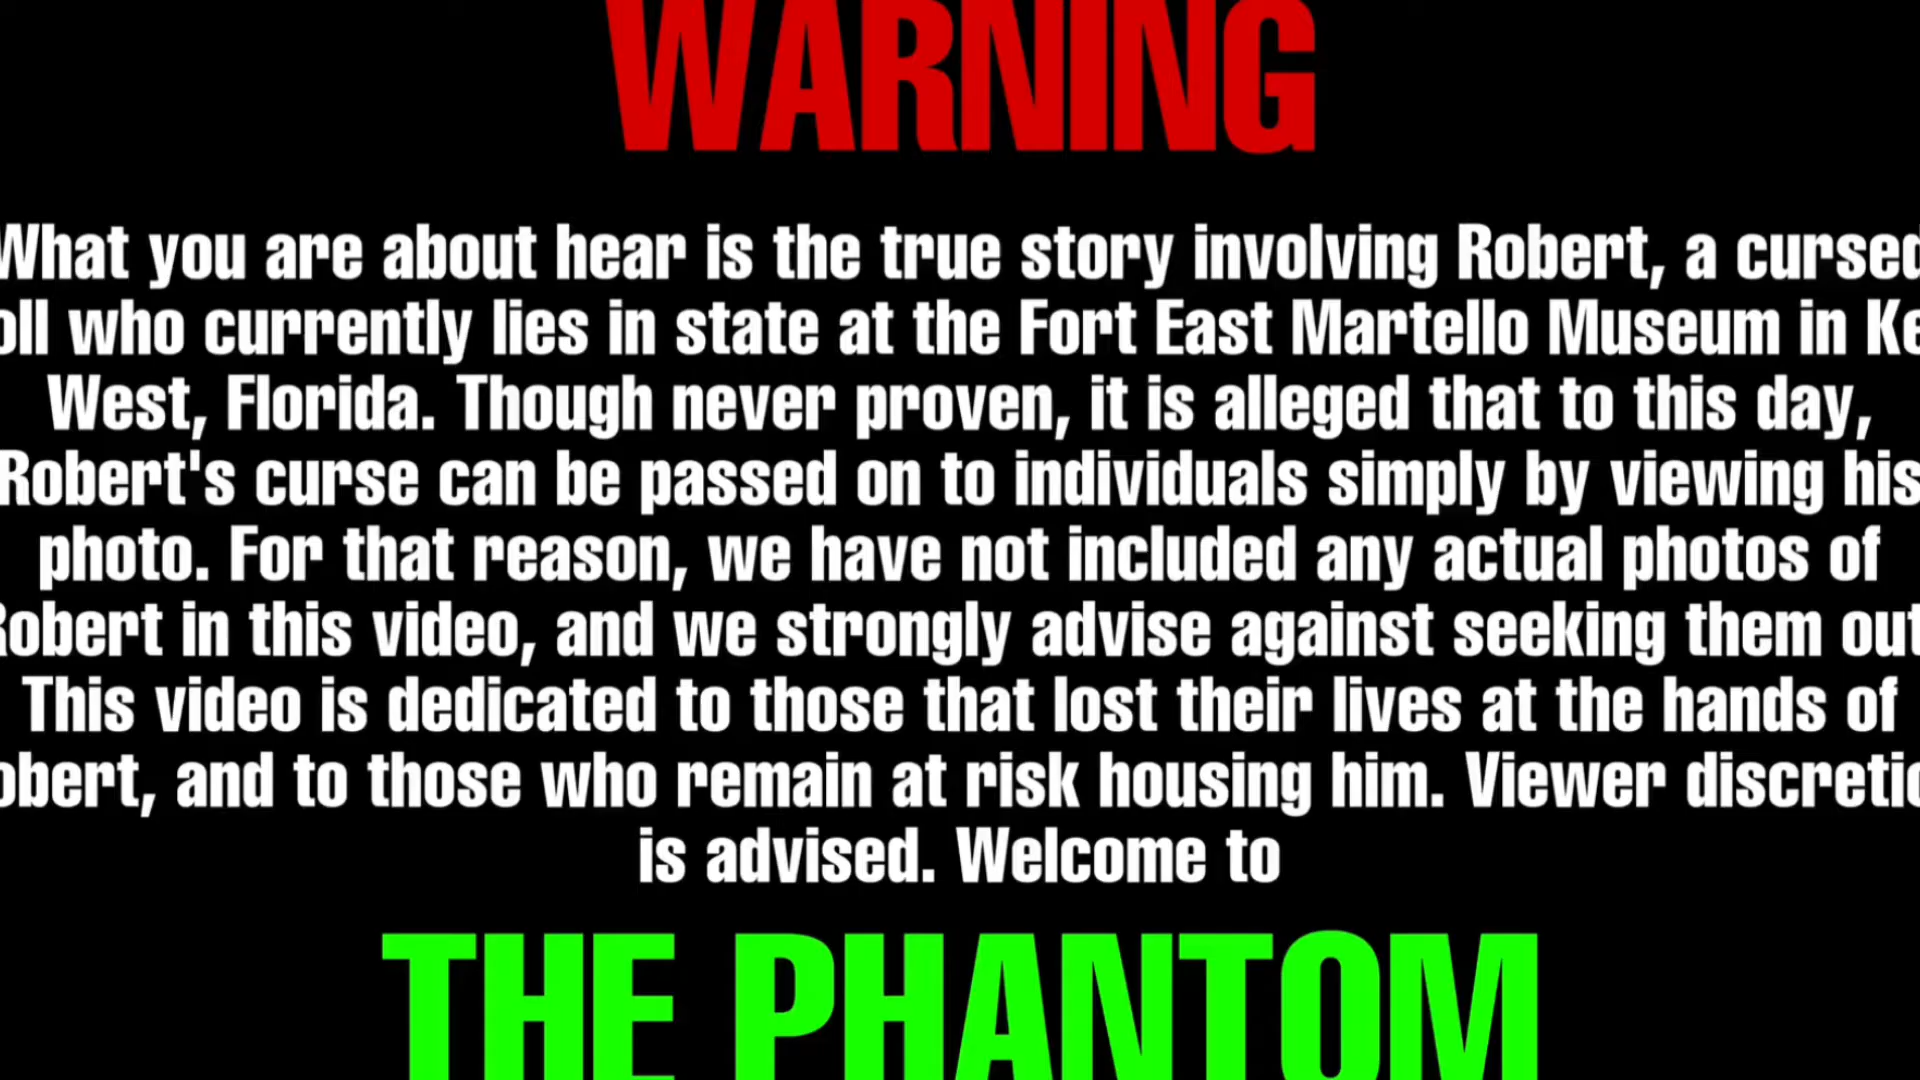 WARNING
What you are about hear is the true story involving Robert, a cursed
oll who currently lies in state at the Fort East Martello Museum in Ke
West, Florida. Though never proven, it is alleged that to this day,
Robert's curse can be passed on to individuals simply by viewing his
photo. For that reason, we have not included any actual photos of
Robert in this video, and we strongly advise against seeking them out
This video is dedicated to those that lost their lives at the hands of
obert, and to those who remain at risk housing him. Viewer discretio
is advised. Welcome to
THE PHANTOM